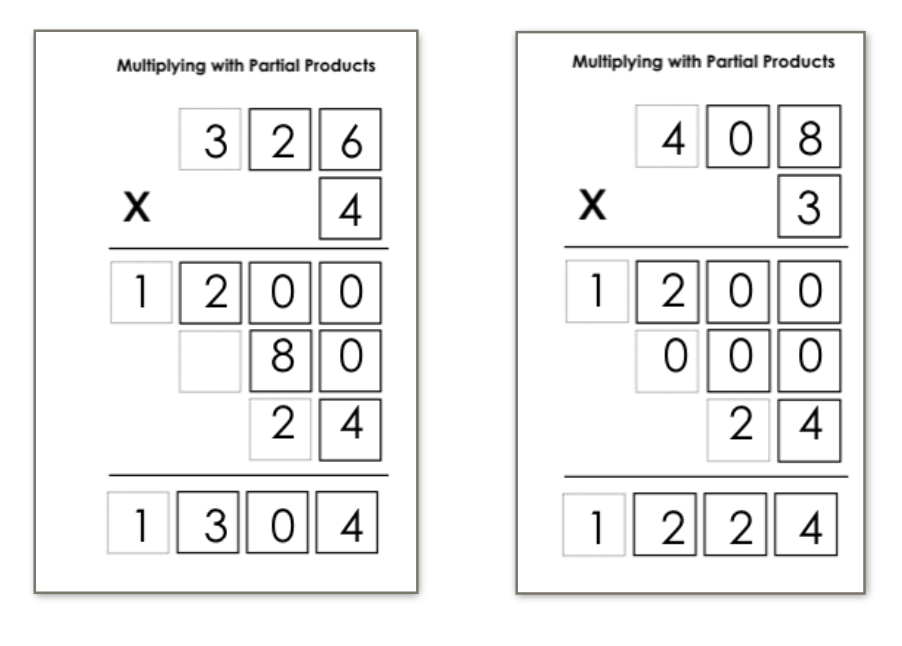 Multiplying with Partial Products
3 2 6
X 4
1 2 0 0
8 0
2 4
1 3 0 4
Multiplying with Partial Products
4 0 8
X 3
1 2 0 0
0 0 0
2 4
1 2 2 4